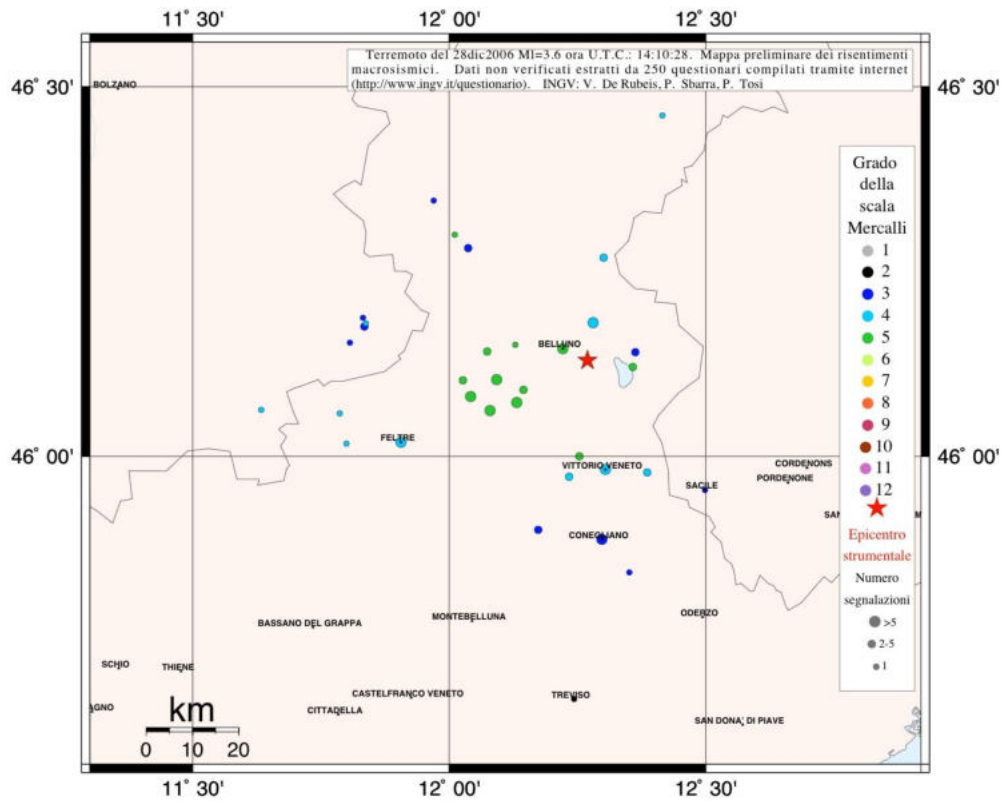 11˚ 30'
12˚ 00'
12˚ 30'
Terremoto del 28dic2006 Ml=3.6 ora U.T.C.: 14:10:28. Mappa preliminare dei risentimenti
macrosismici. Dati non verificati estratti da 250 questionari compilati tramite internet
(http://www.ingv.it/questionario). INGV: V. De Rubeis, P. Sbarra, P. Tosi
46˚ 30'
46˚ 30'
BOLZANO
Grado
della
scala
Mercalli
1
2
3
4
5
6
7
8
9
10
11
12
Epicentro
strumentale
Numero
segnalazioni
>5
2-5
1
BELLUNO
FELTRE
46˚ 00'
46˚ 00'
VITTORIO VENETO
CORDENONS
PORDENONE
SACILE
SAN
M
CONEGLIANO
MONTEBELLUNA
ODERZO
BASSANO DEL GRAPPA
SCHIO
THIENE
CASTELFRANCO VENETO
TREVISO
CITTADELLA
AGNO
SAN DONA' DI PIAVE
km
0 10 20
11˚ 30'
12˚ 00'
12˚ 30'